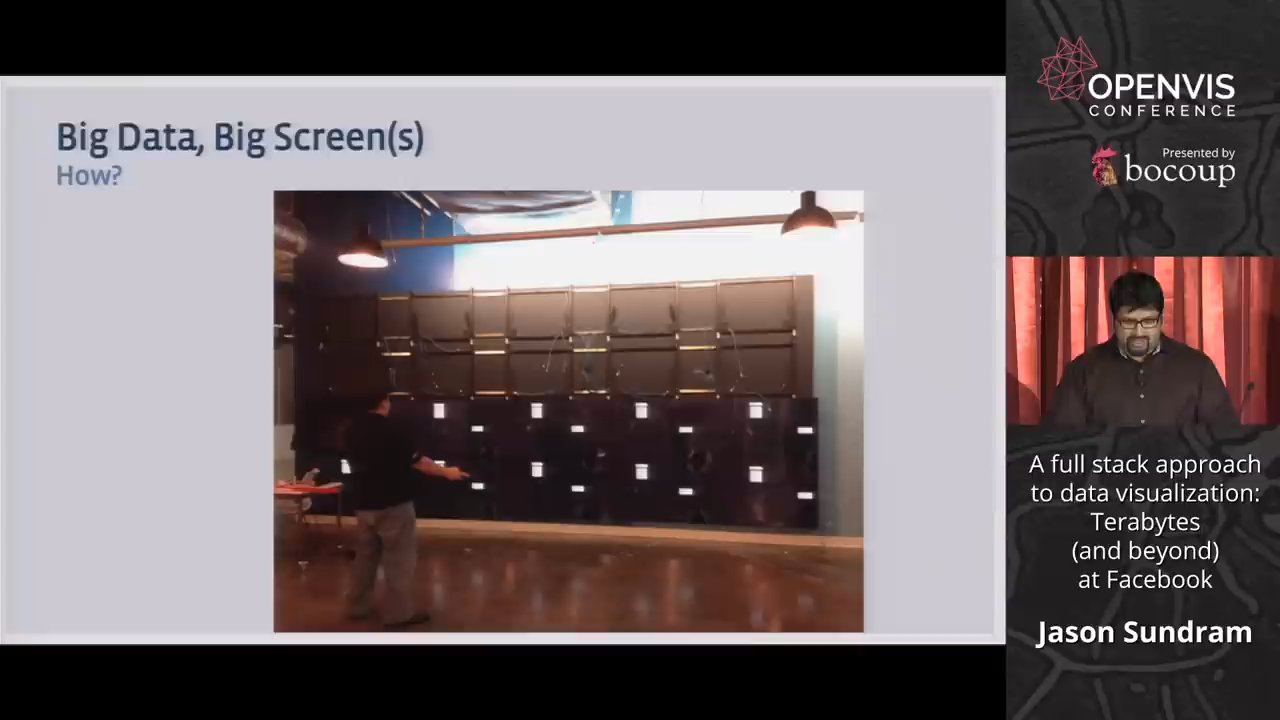 Big Data, Big Screen(s)
How?
OPENVIS
CONFERENCE
Presented by
bocoup
A full stack approach
to data visualization:
Terabytes
(and beyond)
at Facebook
Jason Sundram